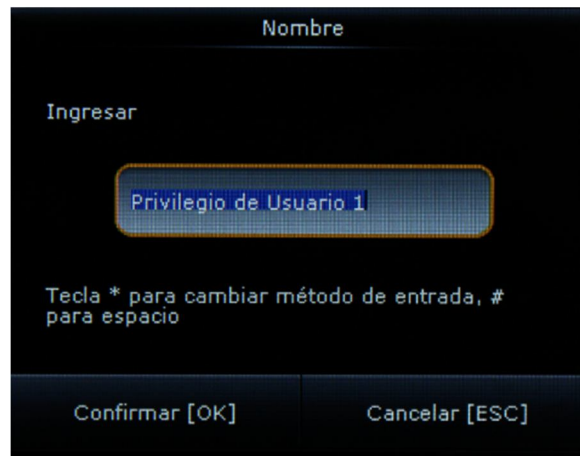 Nombre
Ingresar
Privilegio de Usuario 1
Tecla * para cambiar método de entrada, #
para espacio
Confirmar [OK]
Cancelar [ESC]